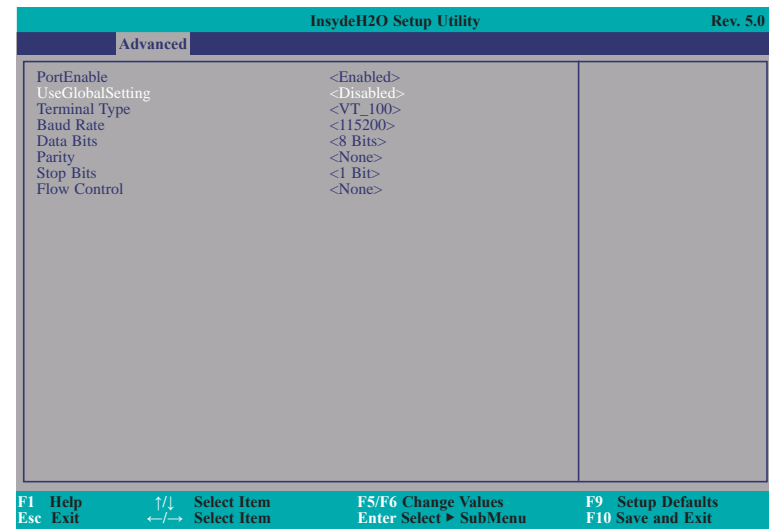 InsydeH2O Setup Utility Rev. 5.0
Advanced
PortEnable <Enabled>
UseGlobalSetting <Disabled>
Terminal Type <VT_100>
Baud Rate <115200>
Data Bits <8 Bits>
Parity <None>
Stop Bits <1 Bit>
Flow Control <None>
F1 Help ↑/↓ Select Item F5/F6 Change Values F9 Setup Defaults
Esc Exit ←/→ Select Item Enter Select ► SubMenu F10 Save and Exit